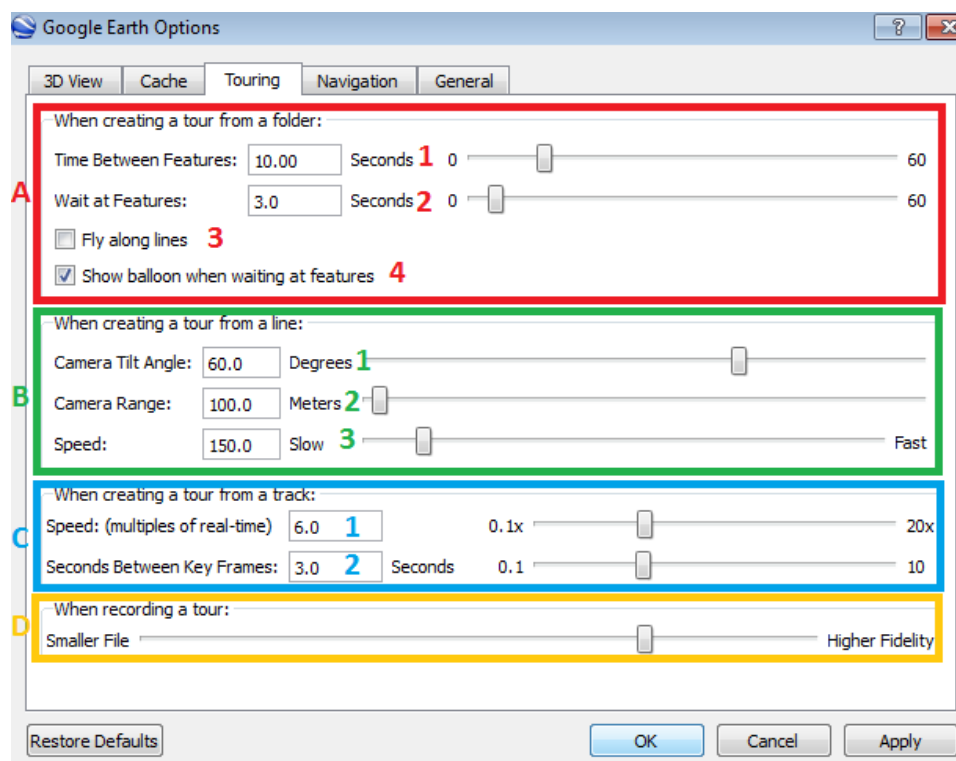 Google Earth Options ?
3D View Cache Touring Navigation General
When creating a tour from a folder:
Time Between Features: 10.00 Seconds 1 0 60
A
Wait at Features: 3.0 Seconds 2 0 60
Fly along lines 3
Show balloon when waiting at features 4
When creating a tour from a line:
Camera Tilt Angle: 60.0 Degrees 1
B
Camera Range: 100.0 Meters 2
Speed: 150.0 Slow 3 Fast
When creating a tour from a track:
Speed: (multiples of real-time) 6.0 1 0.1x 20x
C
Seconds Between Key Frames: 3.0 2 Seconds 0.1 10
When recording a tour:
D
Smaller File Higher Fidelity
Restore Defaults OK Cancel Apply